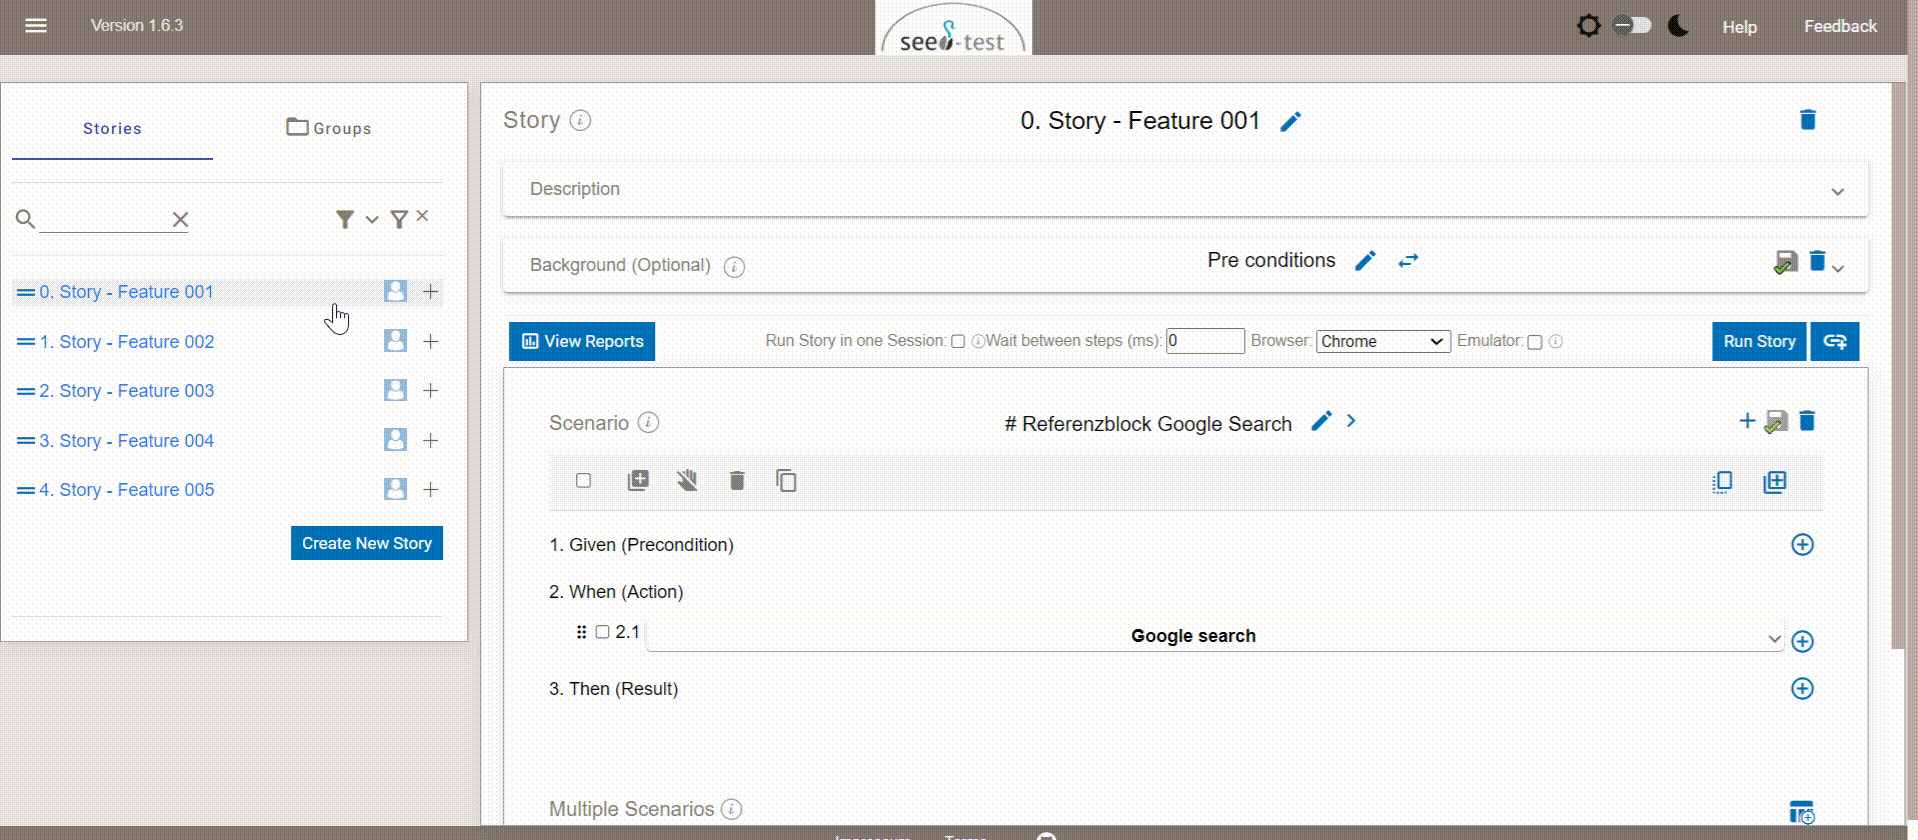 Version 1.6.3
seed-test
Help
Feedback
Stories
Groups
0. Story - Feature 001
1. Story - Feature 002
2. Story - Feature 003
3. Story - Feature 004
4. Story - Feature 005
Create New Story
Story
0. Story - Feature 001
Description
Background (Optional)
Pre conditions
View Reports
Run Story in one Session:
Wait between steps (ms):
0
Browser:
Chrome
Emulator:
Run Story
Scenario
# Referenzblock Google Search
1. Given (Precondition)
2. When (Action)
2.1
Google search
3. Then (Result)
Multiple Scenarios